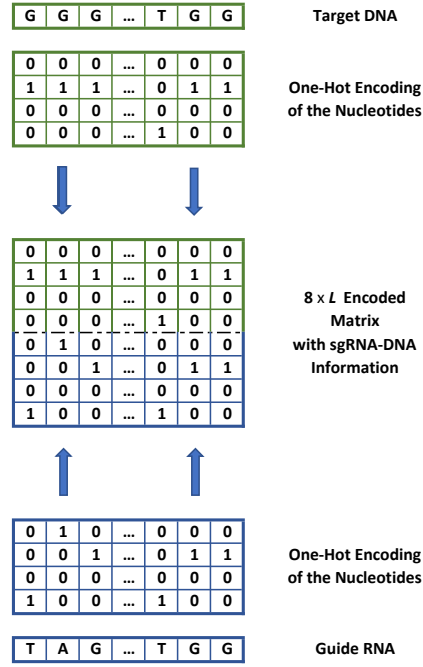 G G G ... T G G
Target DNA
0 0 0 ... 0 0 0
1 1 1 ... 0 1 1
0 0 0 ... 0 0 0
0 0 0 ... 1 0 0
One-Hot Encoding
of the Nucleotides
0 0 0 ... 0 0 0
1 1 1 ... 0 1 1
0 0 0 ... 0 0 0
0 0 0 ... 1 0 0
0 1 0 ... 0 0 0
0 0 1 ... 0 1 1
0 0 0 ... 0 0 0
1 0 0 ... 1 0 0
8 x L Encoded
Matrix
with sgRNA-DNA
Information
0 1 0 ... 0 0 0
0 0 1 ... 0 1 1
0 0 0 ... 0 0 0
1 0 0 ... 1 0 0
One-Hot Encoding
of the Nucleotides
T A G ... T G G
Guide RNA